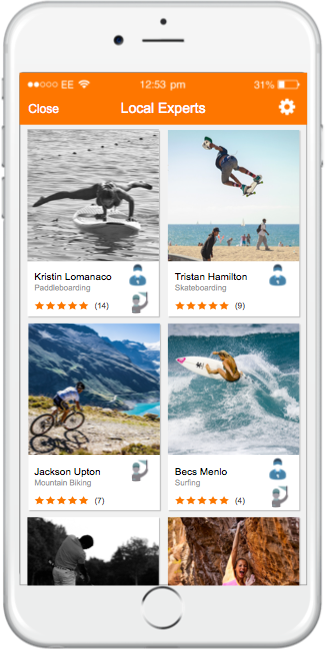 EE 12:53 pm 31%
Close Local Experts
Kristin Lomanaco
Paddleboarding
(14)
Tristan Hamilton
Skateboarding
(9)
Jackson Upton
Mountain Biking
(7)
Becs Menlo
Surfing
(4)